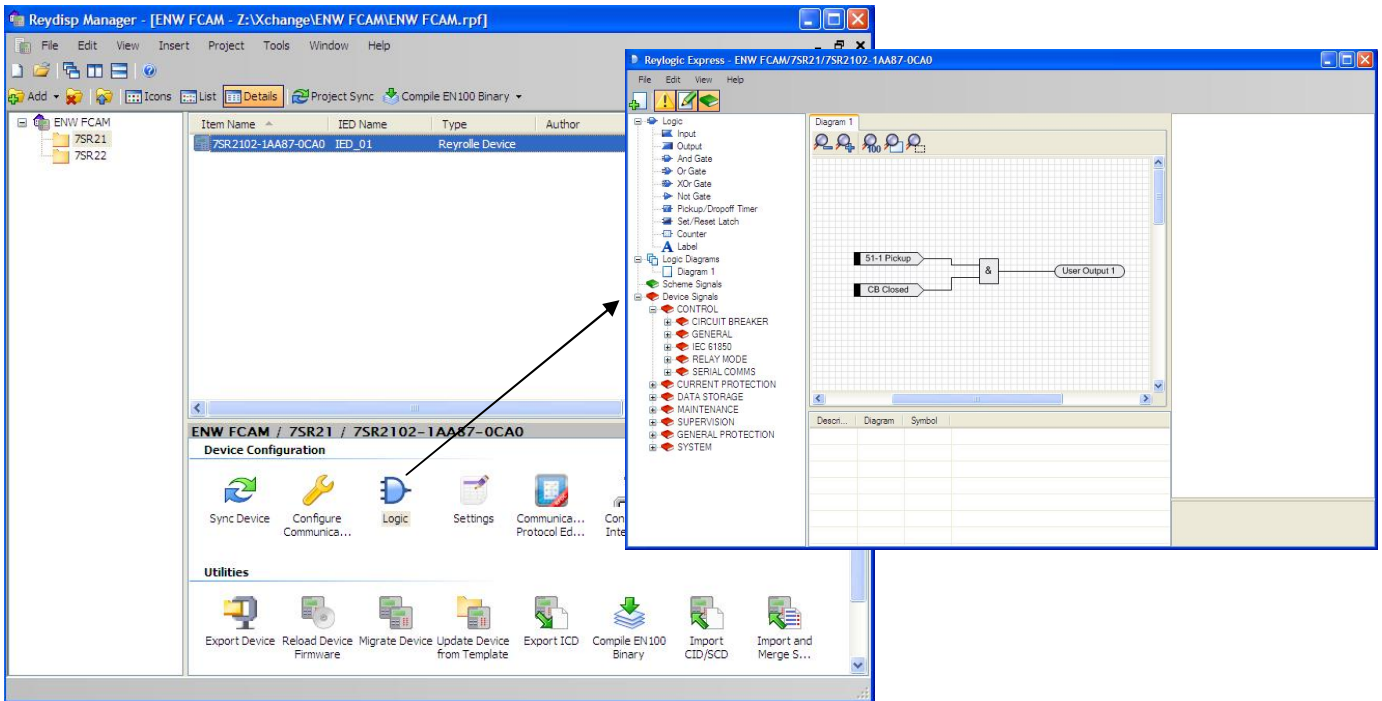 Reydisp Manager - [ENW FCAM - Z:\Xchange\ENW FCAM\ENW FCAM.rpf]
File Edit View Insert Project Tools Window Help
Add Icons List Details Project Sync Compile EN100 Binary
ENW FCAM
7SR21
7SR22
Item Name IED Name Type Author
7SR2102-1AA87-0CA0 IED_01 Reyrolle Device
ENW FCAM / 7SR21 / 7SR2102-1AA87-0CA0
Device Configuration
Sync Device
Configure
Communica...
Logic
Settings
Communica...
Protocol Ed...
Con
Inte
Utilities
Export Device
Reload Device
Firmware
Migrate Device
Update Device
from Template
Export ICD
Compile EN100
Binary
Import
CID/SCD
Import and
Merge S...
Reylogic Express - ENW FCAM/7SR21/7SR2102-1AA87-0CA0
File Edit View Help
Logic
Input
Output
And Gate
Or Gate
XOr Gate
Not Gate
Pickup/Dropoff Timer
Set/Reset Latch
Counter
A Label
Logic Diagrams
Diagram 1
Scheme Signals
Device Signals
CONTROL
CIRCUIT BREAKER
GENERAL
IEC 61850
RELAY MODE
SERIAL COMMS
CURRENT PROTECTION
DATA STORAGE
MAINTENANCE
SUPERVISION
GENERAL PROTECTION
SYSTEM
Diagram 1
100
51-1 Pickup
CB Closed
&
User Output 1
Descri... Diagram Symbol